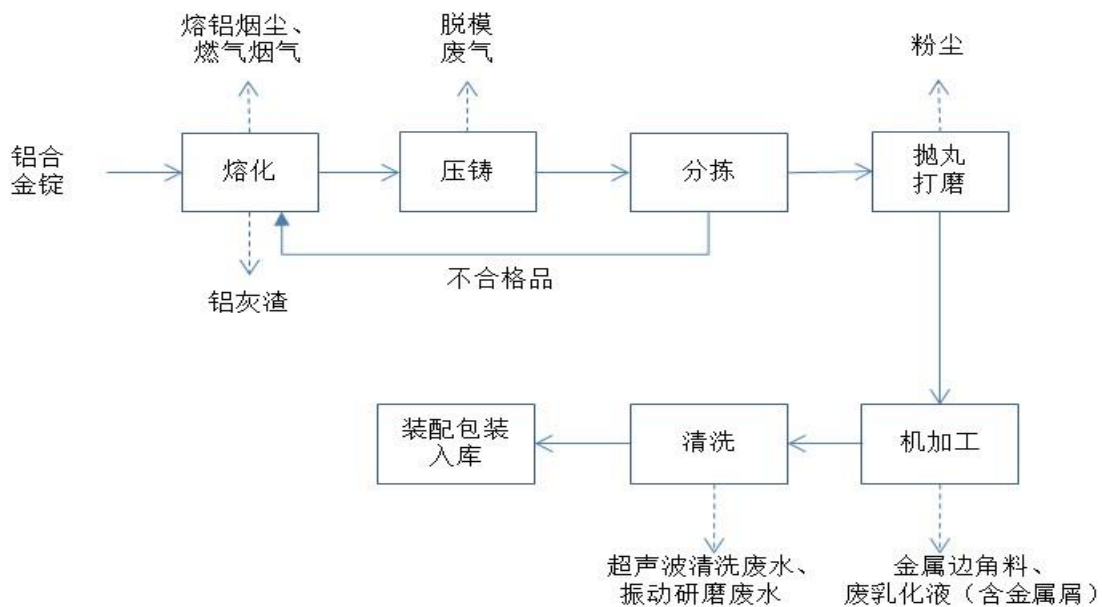 熔铝烟尘、
燃气烟气
脱模
废气
粉尘
铝合
金锭
熔化
压铸
分拣
抛丸
打磨
不合格品
铝灰渣
装配包装
入库
清洗
机加工
超声波清洗废水、
振动研磨废水
金属边角料、
废乳化液（含金属屑）